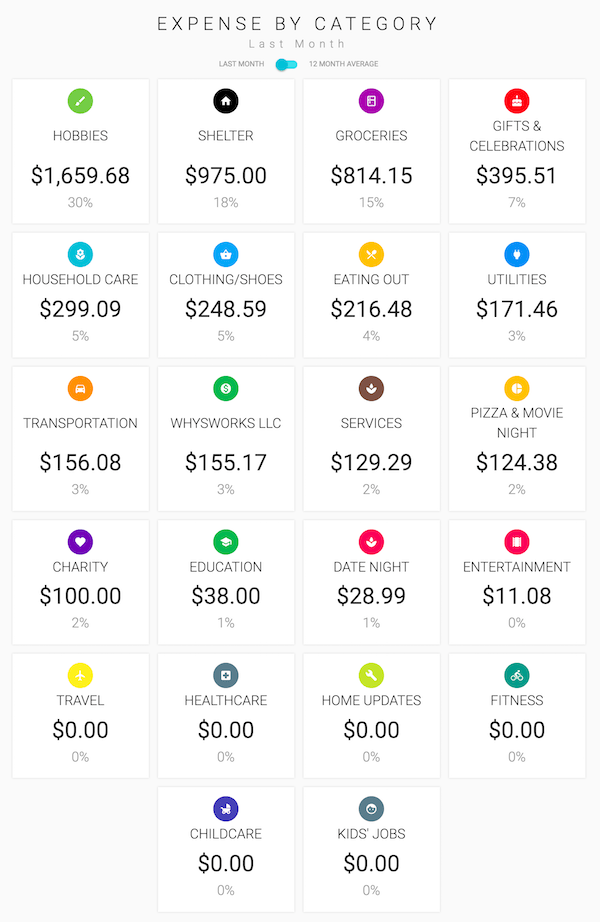 EXPENSE BY CATEGORY
Last Month
LAST MONTH 12 MONTH AVERAGE
HOBBIES
$1,659.68
30%
SHELTER
$975.00
18%
GROCERIES
$814.15
15%
GIFTS &
CELEBRATIONS
$395.51
7%
HOUSEHOLD CARE
$299.09
5%
CLOTHING/SHOES
$248.59
5%
EATING OUT
$216.48
4%
UTILITIES
$171.46
3%
TRANSPORTATION
$156.08
3%
WHYSWORKS LLC
$155.17
3%
SERVICES
$129.29
2%
PIZZA & MOVIE
NIGHT
$124.38
2%
CHARITY
$100.00
2%
EDUCATION
$38.00
1%
DATE NIGHT
$28.99
1%
ENTERTAINMENT
$11.08
0%
TRAVEL
$0.00
0%
HEALTHCARE
$0.00
0%
HOME UPDATES
$0.00
0%
FITNESS
$0.00
0%
CHILDCARE
$0.00
0%
KIDS' JOBS
$0.00
0%